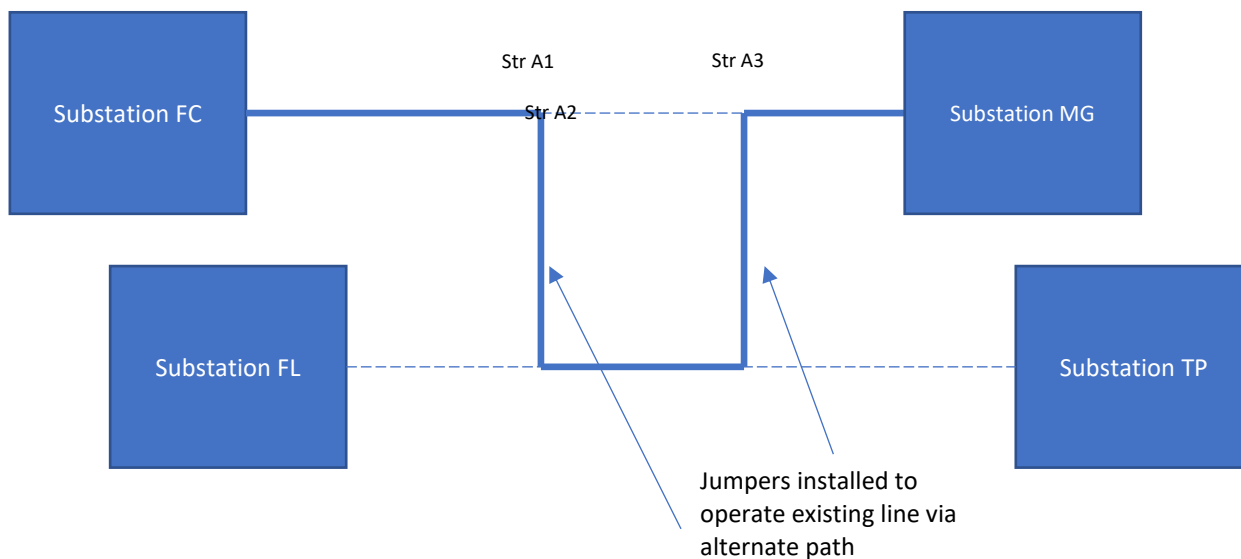 Str A1
Str A3
Substation FC
Str A2
Substation MG
Substation FL
Substation TP
Jumpers installed to
operate existing line via
alternate path